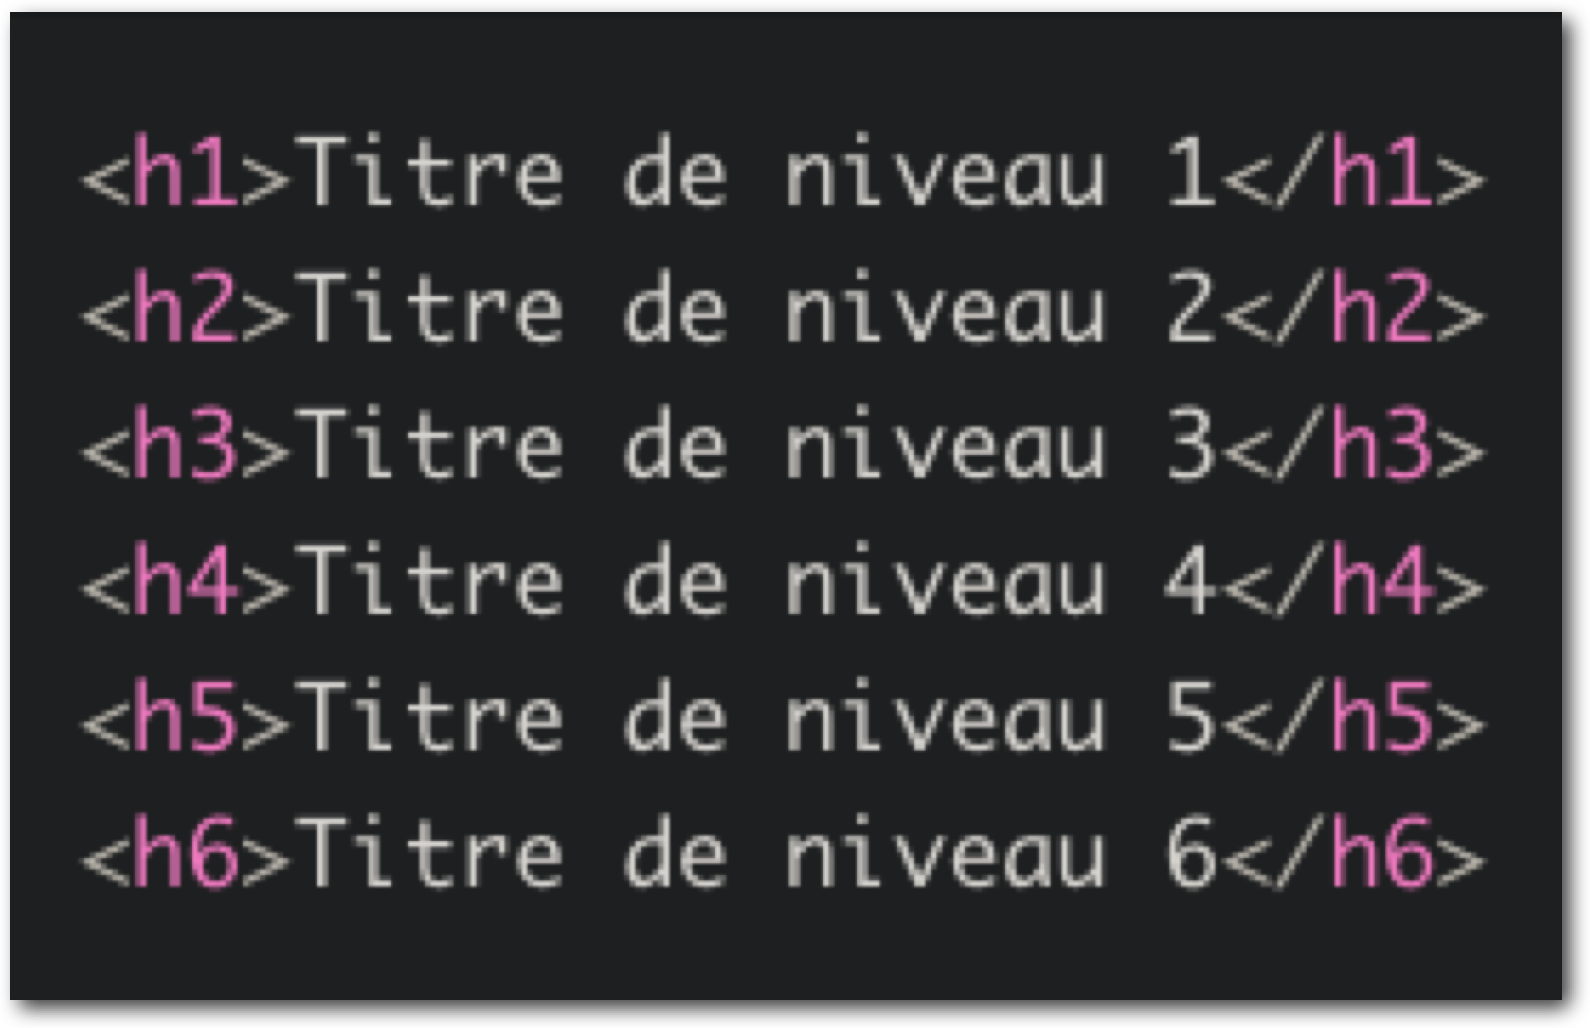 <h1>Titre de niveau 1</h1>
<h2>Titre de niveau 2</h2>
<h3>Titre de niveau 3</h3>
<h4>Titre de niveau 4</h4>
<h5>Titre de niveau 5</h5>
<h6>Titre de niveau 6</h6>